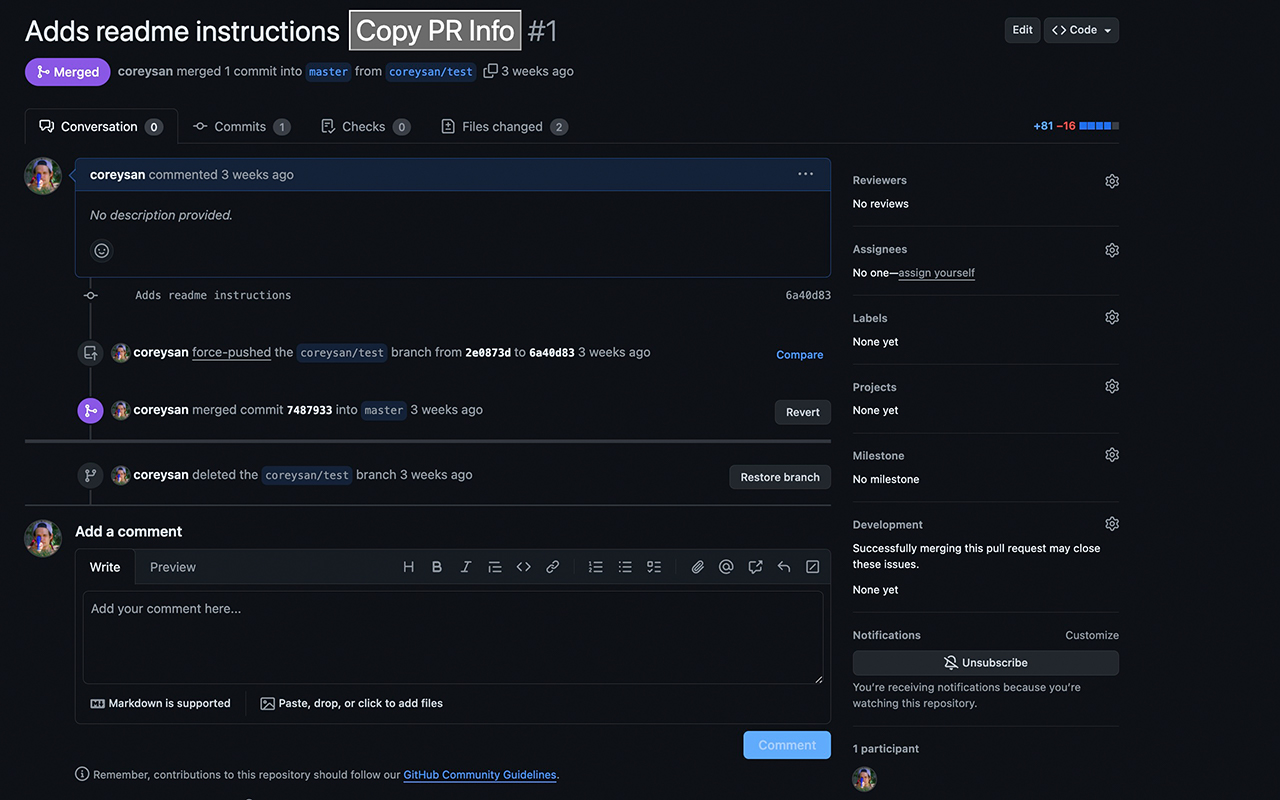 Adds readme instructions Copy PR Info #1
Edit
Code
Merged
coreysan merged 1 commit into master from coreysan/test 3 weeks ago
Conversation 0
Commits 1
Checks 0
Files changed 2
+81 −16
coreysan commented 3 weeks ago
No description provided.
Adds readme instructions
6a40d83
coreysan force-pushed the coreysan/test branch from 2e0873d to 6a40d83 3 weeks ago
Compare
coreysan merged commit 7487933 into master 3 weeks ago
Revert
coreysan deleted the coreysan/test branch 3 weeks ago
Restore branch
Add a comment
Write
Preview
H B I
Add your comment here...
Markdown is supported
Paste, drop, or click to add files
Comment
Remember, contributions to this repository should follow our GitHub Community Guidelines.
Reviewers
No reviews
Assignees
No one—assign yourself
Labels
None yet
Projects
None yet
Milestone
No milestone
Development
Successfully merging this pull request may close
these issues.
None yet
Notifications
Customize
Unsubscribe
You're receiving notifications because you're
watching this repository.
1 participant